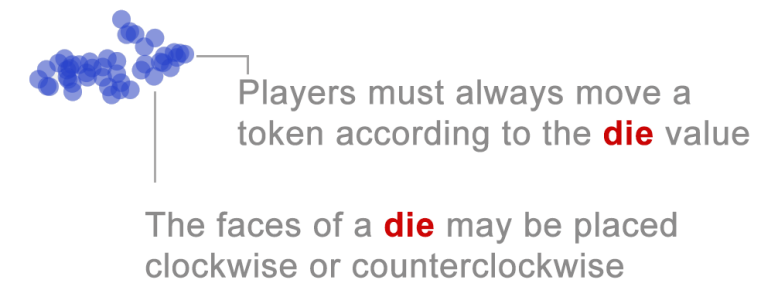 Players must always move a
token according to the die value
The faces of a die may be placed
clockwise or counterclockwise